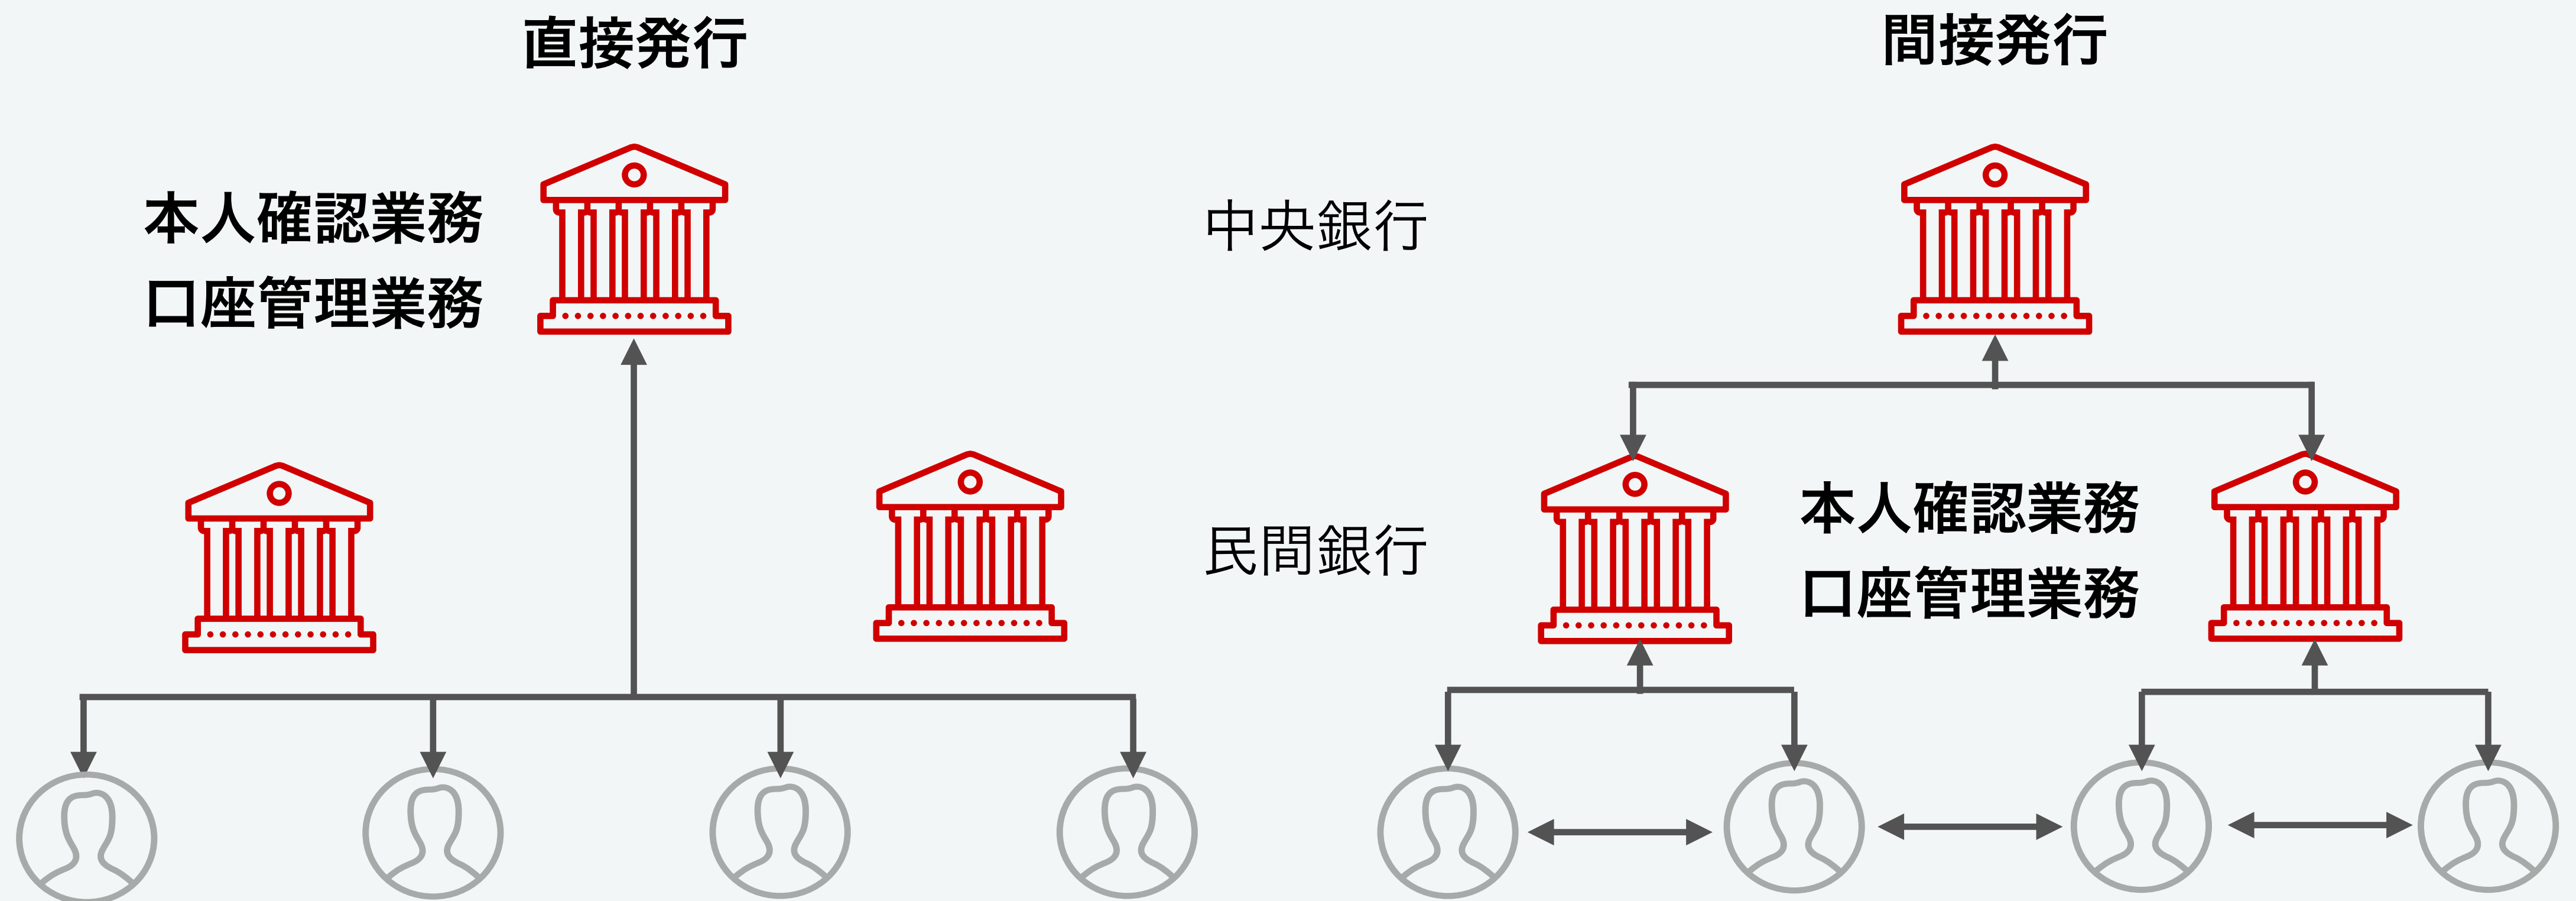 直接発行
間接発行
本人確認業務
口座管理業務
中央銀行
民間銀行
本人確認業務
口座管理業務